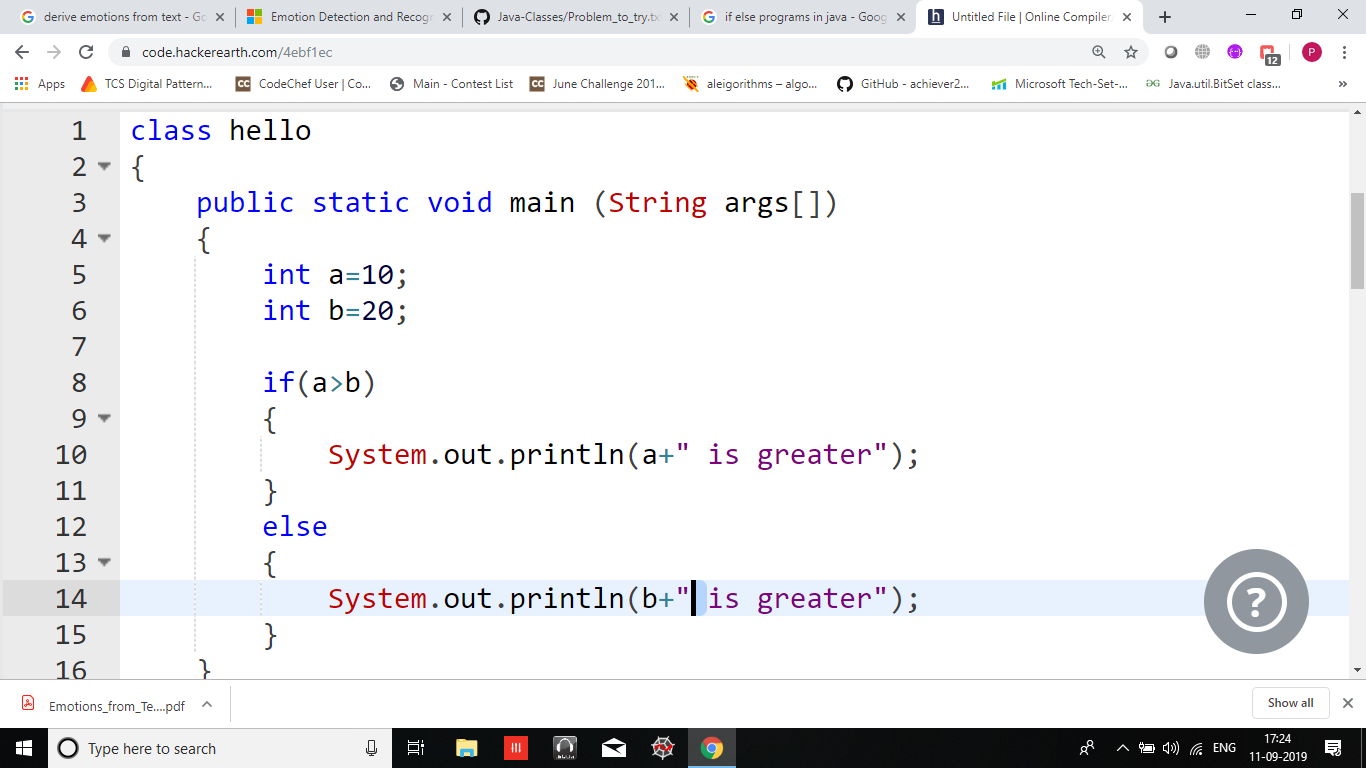 derive emotions from text - Go
Emotion Detection and Recogn
Java-Classes/Problem_to_try.tx
if else programs in java - Goog
Untitled File | Online Compiler
code.hackerearth.com/4ebf1ec
12
P
Apps
TCS Digital Pattern...
CC CodeChef User | Co...
Main - Contest List
CC June Challenge 201...
aleigorithms – algo...
GitHub - achiever2...
Microsoft Tech-Set-...
Java.util.BitSet class...
»
1 class hello
2 {
3 public static void main (String args[])
4 {
5 int a=10;
6 int b=20;
7
8 if(a>b)
9 {
10 System.out.println(a+" is greater");
11 }
12 else
13 {
14 System.out.println(b+" is greater");
15 }
16 }
?
Emotions_from_Te....pdf
Show all
Type here to search
ENG
17:24
11-09-2019